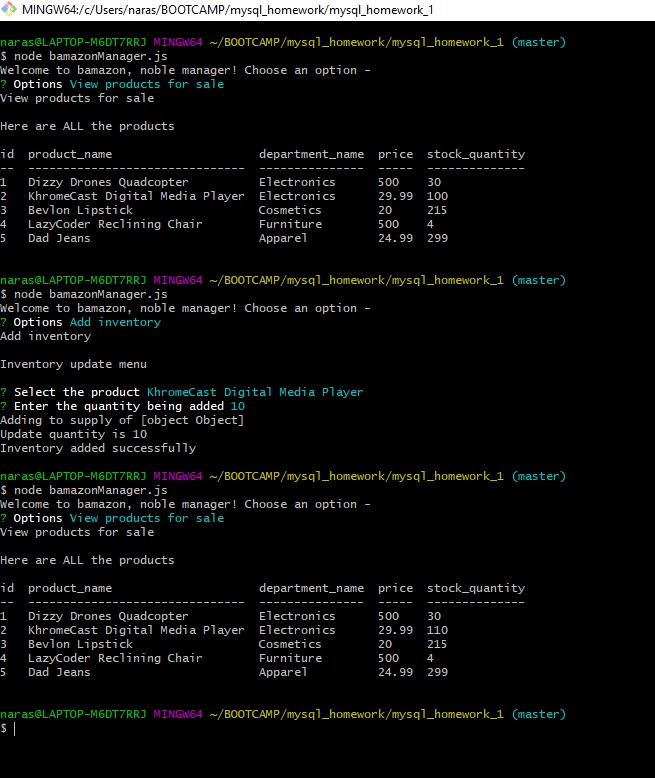 MINGW64:/c/Users/naras/BOOTCAMP/mysql_homework/mysql_homework_1
naras@LAPTOP-M6DT7RRJ MINGW64 ~/BOOTCAMP/mysql_homework/mysql_homework_1 (master)
$ node bamazonManager.js
Welcome to bamazon, noble manager! Choose an option -
? Options View products for sale
View products for sale
Here are ALL the products
id  product_name                     department_name  price  stock_quantity
--  -------------------------------  ---------------  -----  --------------
1   Dizzy Drones Quadcopter          Electronics      500    30
2   KhromeCast Digital Media Player  Electronics      29.99  100
3   Bevlon Lipstick                  Cosmetics        20     215
4   LazyCoder Reclining Chair        Furniture        500    4
5   Dad Jeans                        Apparel          24.99  299
naras@LAPTOP-M6DT7RRJ MINGW64 ~/BOOTCAMP/mysql_homework/mysql_homework_1 (master)
$ node bamazonManager.js
Welcome to bamazon, noble manager! Choose an option -
? Options Add inventory
Add inventory
Inventory update menu
? Select the product KhromeCast Digital Media Player
? Enter the quantity being added 10
Adding to supply of [object Object]
Update quantity is 10
Inventory added successfully
naras@LAPTOP-M6DT7RRJ MINGW64 ~/BOOTCAMP/mysql_homework/mysql_homework_1 (master)
$ node bamazonManager.js
Welcome to bamazon, noble manager! Choose an option -
? Options View products for sale
View products for sale
Here are ALL the products
id  product_name                     department_name  price  stock_quantity
--  -------------------------------  ---------------  -----  --------------
1   Dizzy Drones Quadcopter          Electronics      500    30
2   KhromeCast Digital Media Player  Electronics      29.99  110
3   Bevlon Lipstick                  Cosmetics        20     215
4   LazyCoder Reclining Chair        Furniture        500    4
5   Dad Jeans                        Apparel          24.99  299
naras@LAPTOP-M6DT7RRJ MINGW64 ~/BOOTCAMP/mysql_homework/mysql_homework_1 (master)
$